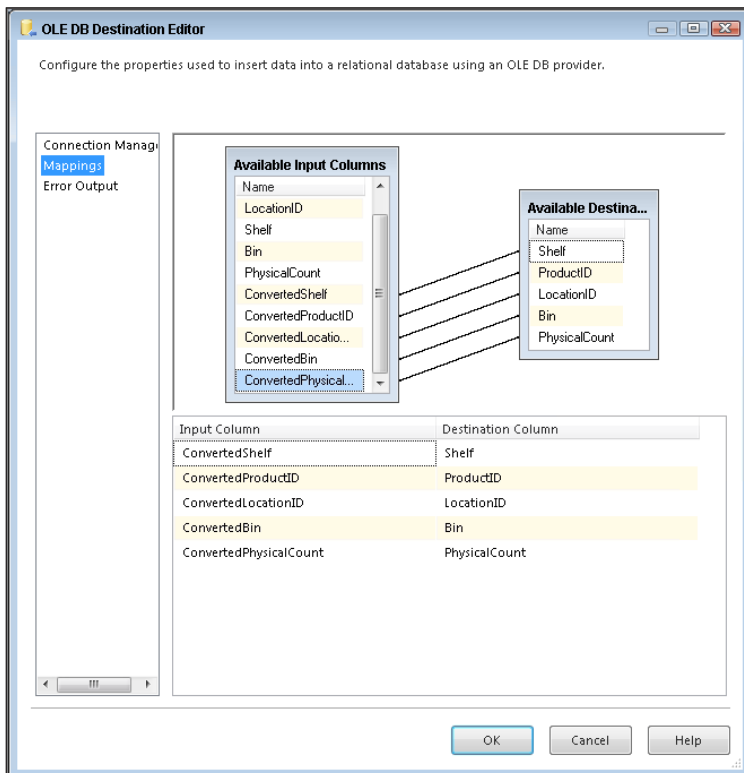 OLE DB Destination Editor
Configure the properties used to insert data into a relational database using an OLE DB provider.
Connection Manag
Mappings
Error Output
Available Input Columns
Name
LocationID
Shelf
Bin
PhysicalCount
ConvertedShelf
ConvertedProductID
ConvertedLocatio...
ConvertedBin
ConvertedPhysical...
Available Destina...
Name
Shelf
ProductID
LocationID
Bin
PhysicalCount
Input Column Destination Column
ConvertedShelf Shelf
ConvertedProductID ProductID
ConvertedLocationID LocationID
ConvertedBin Bin
ConvertedPhysicalCount PhysicalCount
OK Cancel Help